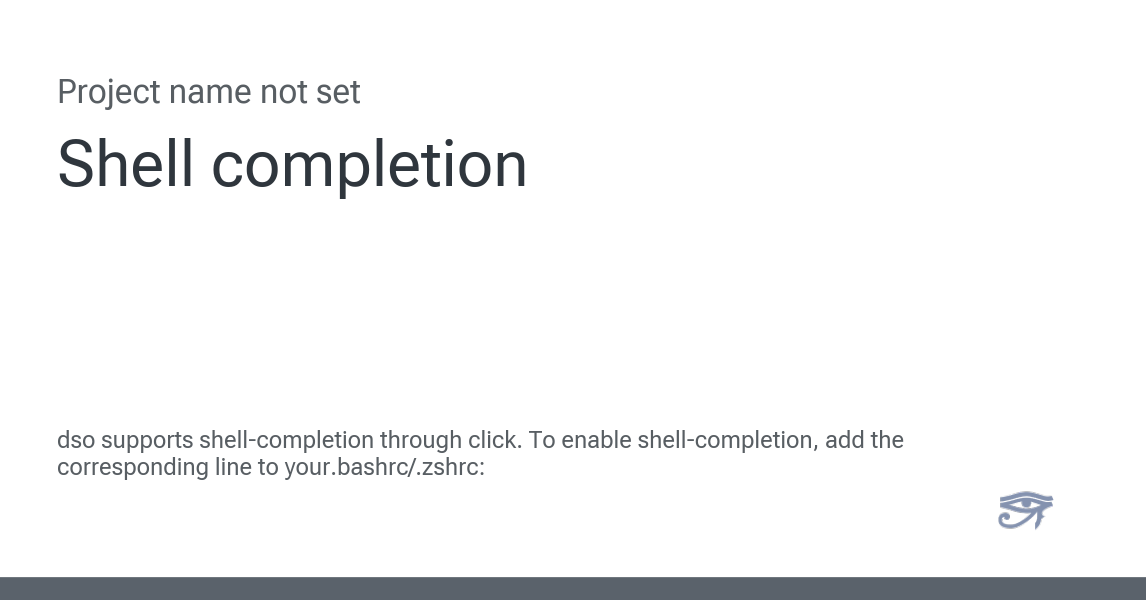 Project name not set
Shell completion
dso supports shell-completion through click. To enable shell-completion, add the
corresponding line to your.bashrc/.zshrc: